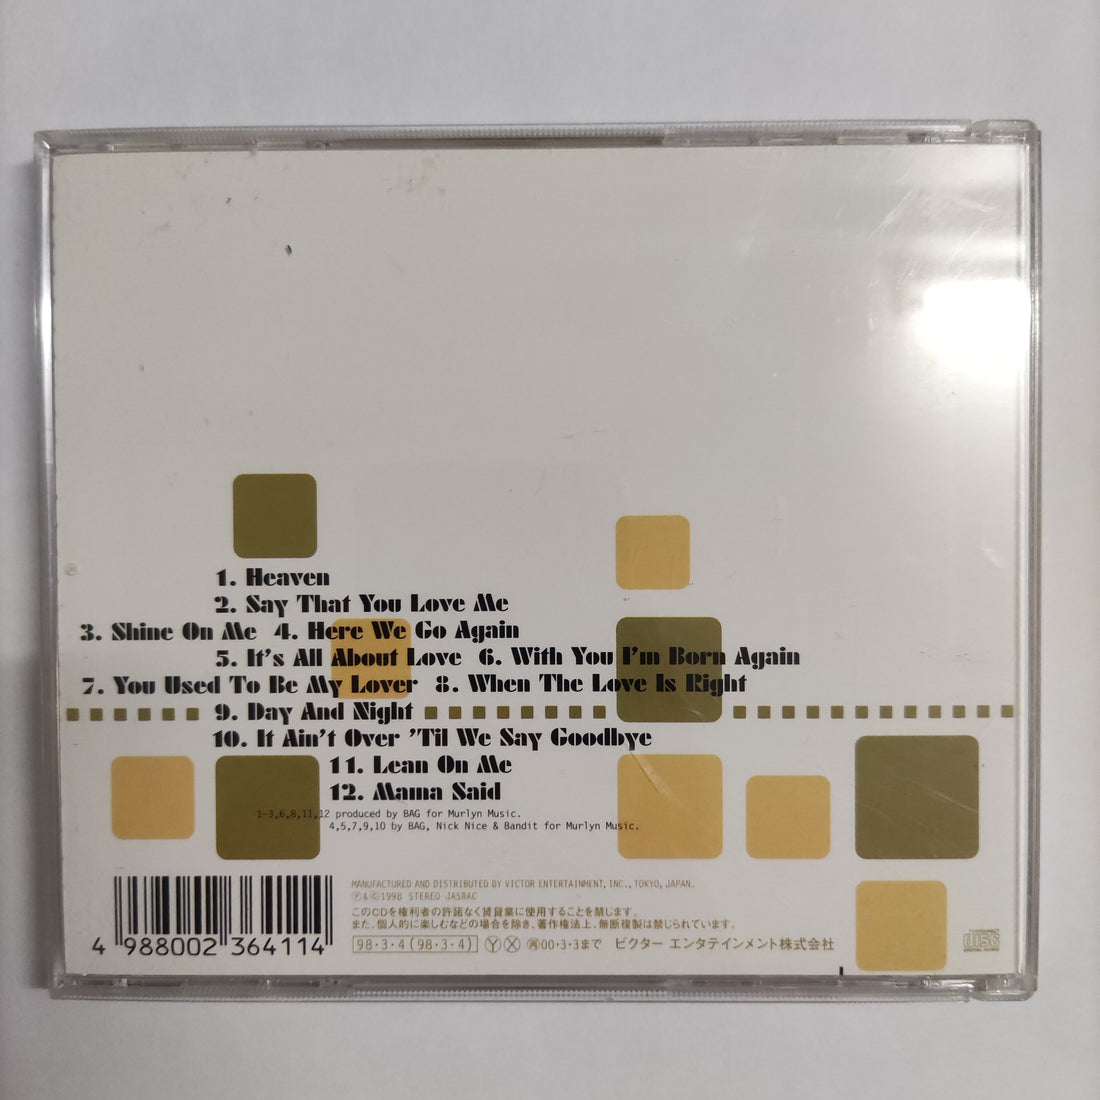 1. Heaven
2. Say That You Love Me
3. Shine On Me 4. Here We Go Again
5. It's All About Love 6. With You I'm Born Again
7. You Used To Be My Lover 8. When The Love Is Right
9. Day And Night
10. It Ain't Over 'Til We Say Goodbye
11. Lean On Me
12. Mama Said
1-3,6,8,11,12 produced by BAG for Murlyn Music.
4,5,7,9,10 by BAG, Nick Nice & Bandit for Murlyn Music.
MANUFACTURED AND DISTRIBUTED BY VICTOR ENTERTAINMENT, INC., TOKYO, JAPAN.
Ⓟ&Ⓒ1998 STEREO JASRAC
このCDを権利者の許諾なく賃貸業に使用することを禁じます。
また、個人的に楽しむなどの場合を除き、著作権法上、無断複製は禁じられています。
98・3・4 (98・3・4) Ⓨ Ⓧ ㋷00・3・3まで ビクター エンタテインメント株式会社
4 988002 364114
COMPACT disc DIGITAL AUDIO